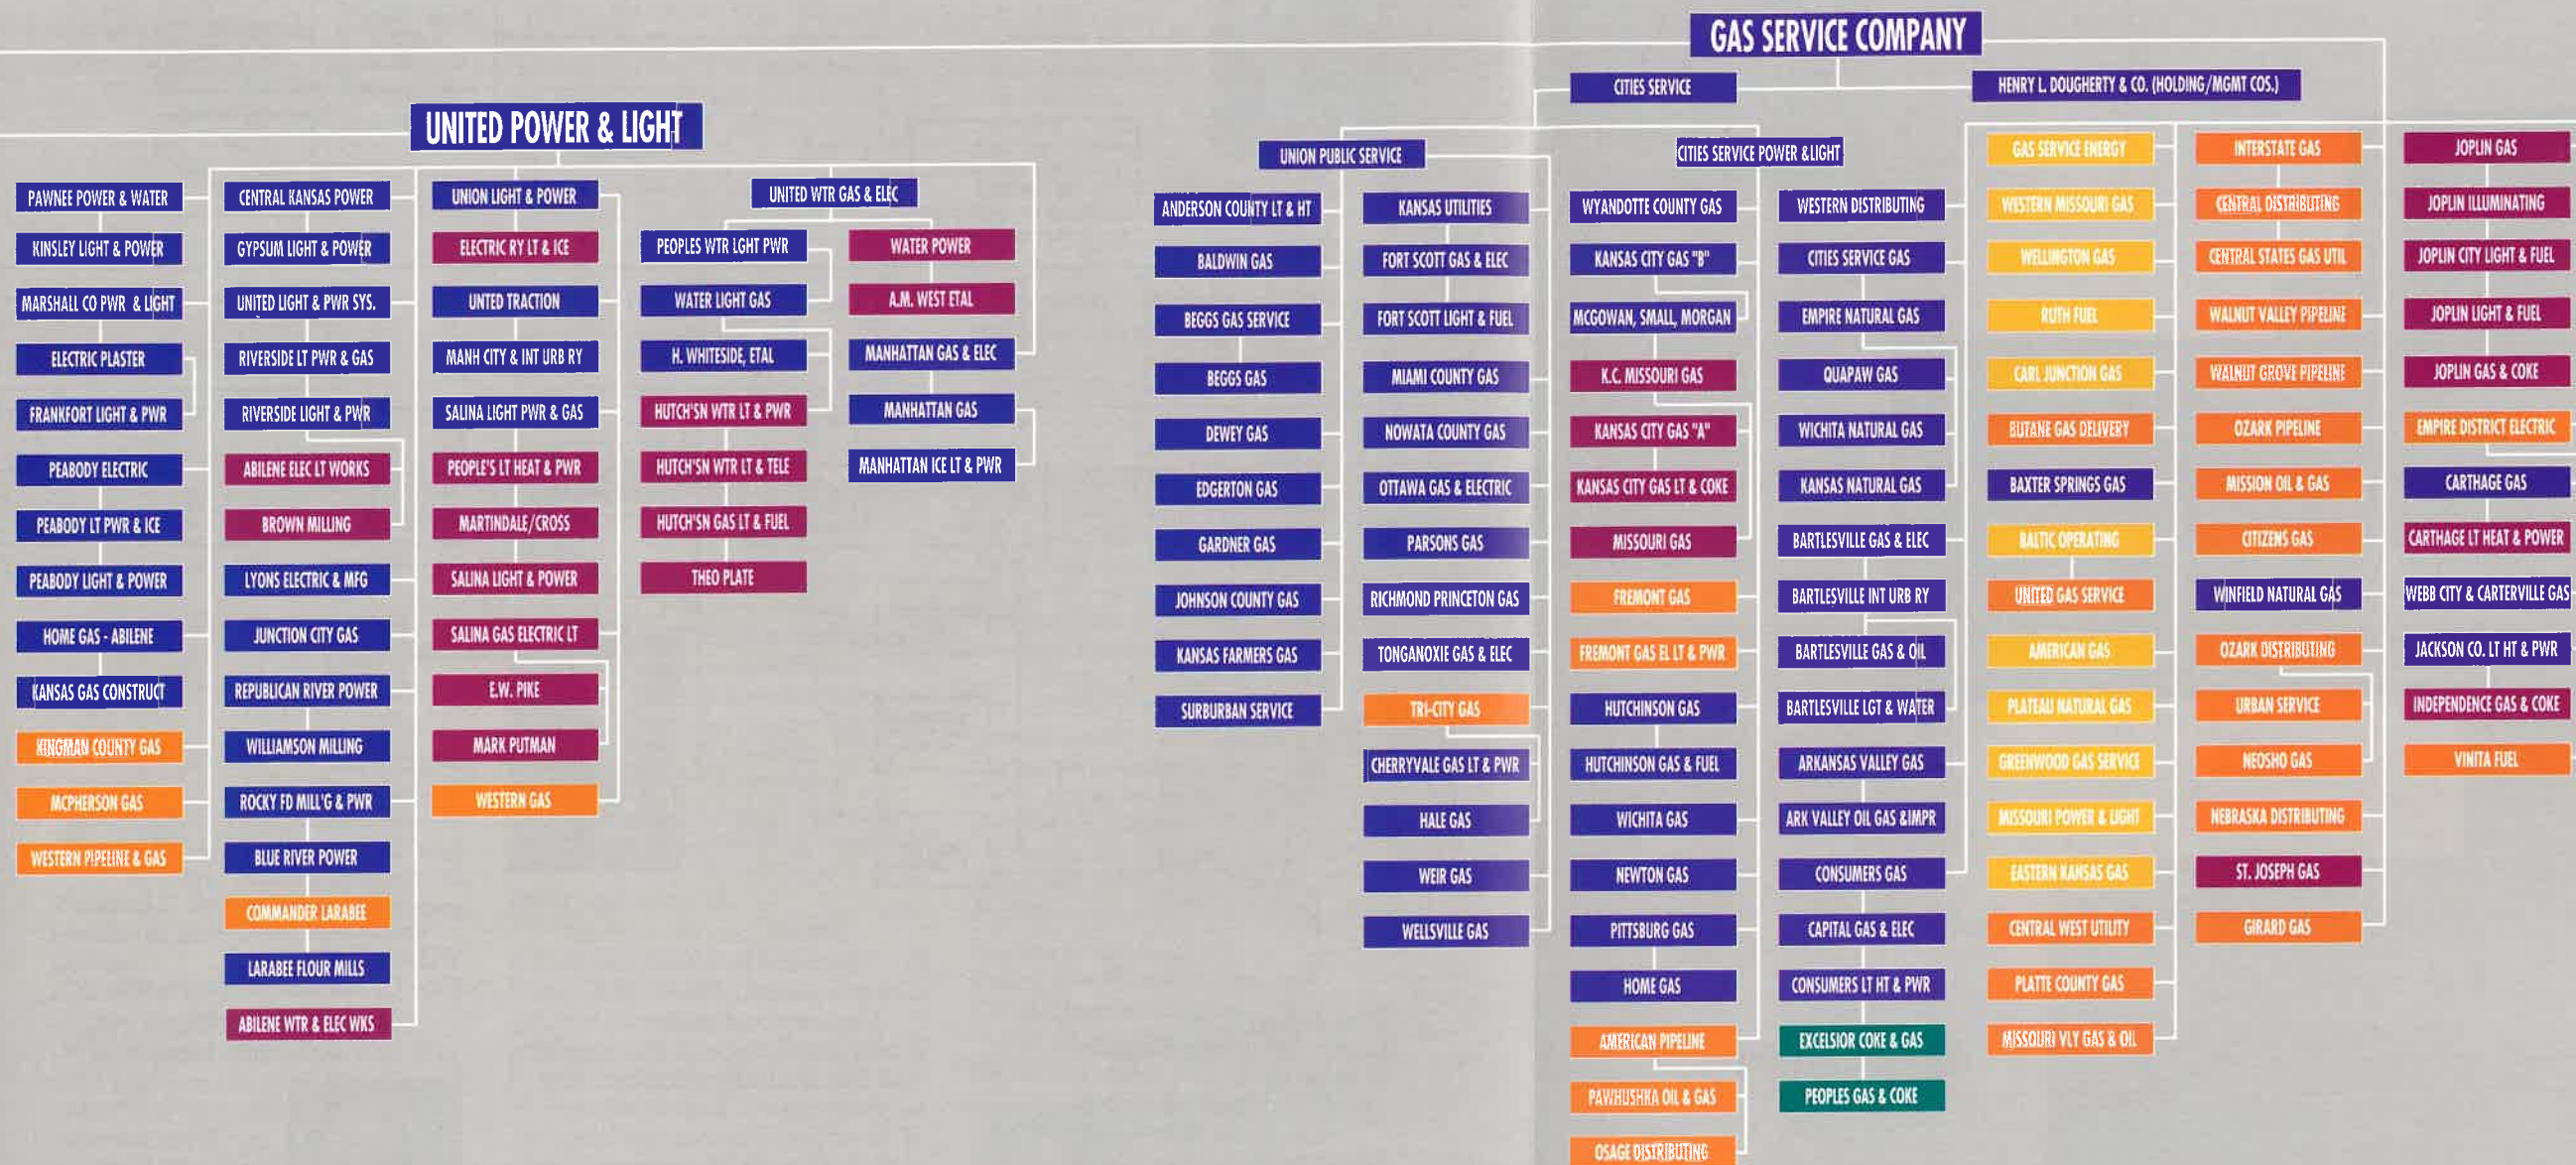 GAS SERVICE COMPANY
CITIES SERVICE
HENRY L. DOUGHERTY & CO. (HOLDING/MGMT COS.)
UNITED POWER & LIGHT
PAWNEE POWER & WATER
KINSLEY LIGHT & POWER
MARSHALL CO PWR & LIGHT
ELECTRIC PLASTER
FRANKFORT LIGHT & PWR
PEABODY ELECTRIC
PEABODY LT PWR & ICE
PEABODY LIGHT & POWER
HOME GAS - ABILENE
KANSAS GAS CONSTRUCT
KINGMAN COUNTY GAS
MCPHERSON GAS
WESTERN PIPELINE & GAS
CENTRAL KANSAS POWER
GYPSUM LIGHT & POWER
UNITED LIGHT & PWR SYS.
RIVERSIDE LT PWR & GAS
RIVERSIDE LIGHT & PWR
ABILENE ELEC LT WORKS
BROWN MILLING
LYONS ELECTRIC & MFG
JUNCTION CITY GAS
REPUBLICAN RIVER POWER
WILLIAMSON MILLING
ROCKY FD MILL'G & PWR
BLUE RIVER POWER
COMMANDER LARABEE
LARABEE FLOUR MILLS
ABILENE WTR & ELEC WKS
UNION LIGHT & POWER
ELECTRIC RY LT & ICE
UNTED TRACTION
MANH CITY & INT URB RY
SALINA LIGHT PWR & GAS
PEOPLE'S LT HEAT & PWR
MARTINDALE/CROSS
SALINA LIGHT & POWER
SALINA GAS ELECTRIC LT
E.W. PIKE
MARK PUTMAN
WESTERN GAS
UNITED WTR GAS & ELEC
PEOPLES WTR LGHT PWR
WATER LIGHT GAS
H. WHITESIDE, ETAL
HUTCH'SN WTR LT & PWR
HUTCH'SN WTR LT & TELE
HUTCH'SN GAS LT & FUEL
THEO PLATE
WATER POWER
A.M. WEST ETAL
MANHATTAN GAS & ELEC
MANHATTAN GAS
MANHATTAN ICE LT & PWR
UNION PUBLIC SERVICE
ANDERSON COUNTY LT & HT
BALDWIN GAS
BEGGS GAS SERVICE
BEGGS GAS
DEWEY GAS
EDGERTON GAS
GARDNER GAS
JOHNSON COUNTY GAS
KANSAS FARMERS GAS
SURBURBAN SERVICE
KANSAS UTILITIES
FORT SCOTT GAS & ELEC
FORT SCOTT LIGHT & FUEL
MIAMI COUNTY GAS
NOWATA COUNTY GAS
OTTAWA GAS & ELECTRIC
PARSONS GAS
RICHMOND PRINCETON GAS
TONGANOXIE GAS & ELEC
TRI-CITY GAS
CHERRYVALE GAS LT & PWR
HALE GAS
WEIR GAS
WELLSVILLE GAS
CITIES SERVICE POWER &LIGHT
WYANDOTTE COUNTY GAS
KANSAS CITY GAS "B"
MCGOWAN, SMALL, MORGAN
K.C. MISSOURI GAS
KANSAS CITY GAS "A"
KANSAS CITY GAS LT & COKE
MISSOURI GAS
FREMONT GAS
FREMONT GAS EL LT & PWR
HUTCHINSON GAS
HUTCHINSON GAS & FUEL
WICHITA GAS
NEWTON GAS
PITTSBURG GAS
HOME GAS
AMERICAN PIPELINE
PAWHUSHKA OIL & GAS
OSAGE DISTRIBUTING
WESTERN DISTRIBUTING
CITIES SERVICE GAS
EMPIRE NATURAL GAS
QUAPAW GAS
WICHITA NATURAL GAS
KANSAS NATURAL GAS
BARTLESVILLE GAS & ELEC
BARTLESVILLE INT URB RY
BARTLESVILLE GAS & OIL
BARTLESVILLE LGT & WATER
ARKANSAS VALLEY GAS
ARK VALLEY OIL GAS &IMPR
CONSUMERS GAS
CAPITAL GAS & ELEC
CONSUMERS LT HT & PWR
EXCELSIOR COKE & GAS
PEOPLES GAS & COKE
GAS SERVICE ENERGY
WESTERN MISSOURI GAS
WELLINGTON GAS
RUTH FUEL
CARL JUNCTION GAS
BUTANE GAS DELIVERY
BAXTER SPRINGS GAS
BALTIC OPERATING
UNITED GAS SERVICE
AMERICAN GAS
PLATEAU NATURAL GAS
GREENWOOD GAS SERVICE
MISSOURI POWER & LIGHT
EASTERN KANSAS GAS
CENTRAL WEST UTILITY
PLATTE COUNTY GAS
MISSOURI VLY GAS & OIL
INTERSTATE GAS
CENTRAL DISTRIBUTING
CENTRAL STATES GAS UTIL
WALNUT VALLEY PIPELINE
WALNUT GROVE PIPELINE
OZARK PIPELINE
MISSION OIL & GAS
CITIZENS GAS
WINFIELD NATURAL GAS
OZARK DISTRIBUTING
URBAN SERVICE
NEOSHO GAS
NEBRASKA DISTRIBUTING
ST. JOSEPH GAS
GIRARD GAS
JOPLIN GAS
JOPLIN ILLUMINATING
JOPLIN CITY LIGHT & FUEL
JOPLIN LIGHT & FUEL
JOPLIN GAS & COKE
EMPIRE DISTRICT ELECTRIC
CARTHAGE GAS
CARTHAGE LT HEAT & POWER
WEBB CITY & CARTERVILLE GAS
JACKSON CO. LT HT & PWR
INDEPENDENCE GAS & COKE
VINITA FUEL